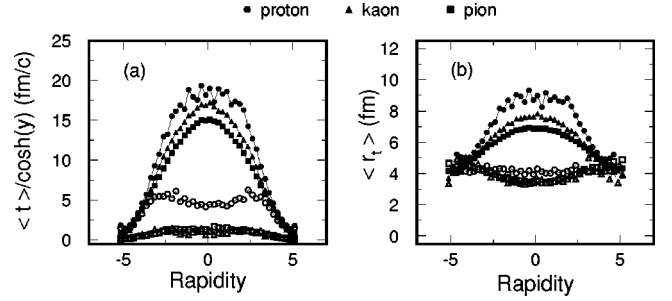 proton kaon pion
< t >/cosh(y) (fm/c)
25
20
15
10
5
0
(a)
-5 0 5
Rapidity
< r_t > (fm)
12
10
8
6
4
2
0
(b)
-5 0 5
Rapidity